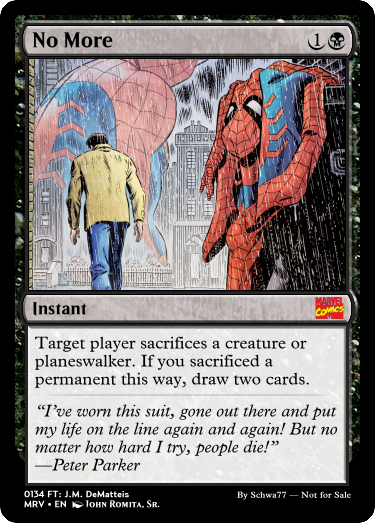 No More
1
Instant
MARVEL
COMICS
Target player sacrifices a creature or
planeswalker. If you sacrificed a
permanent this way, draw two cards.
“I’ve worn this suit, gone out there and put
my life on the line again and again! But no
matter how hard I try, people die!”
—Peter Parker
0134 FT: J.M. DeMatteis
MRV • EN John Romita, Sr.
By Schwa77 — Not for Sale